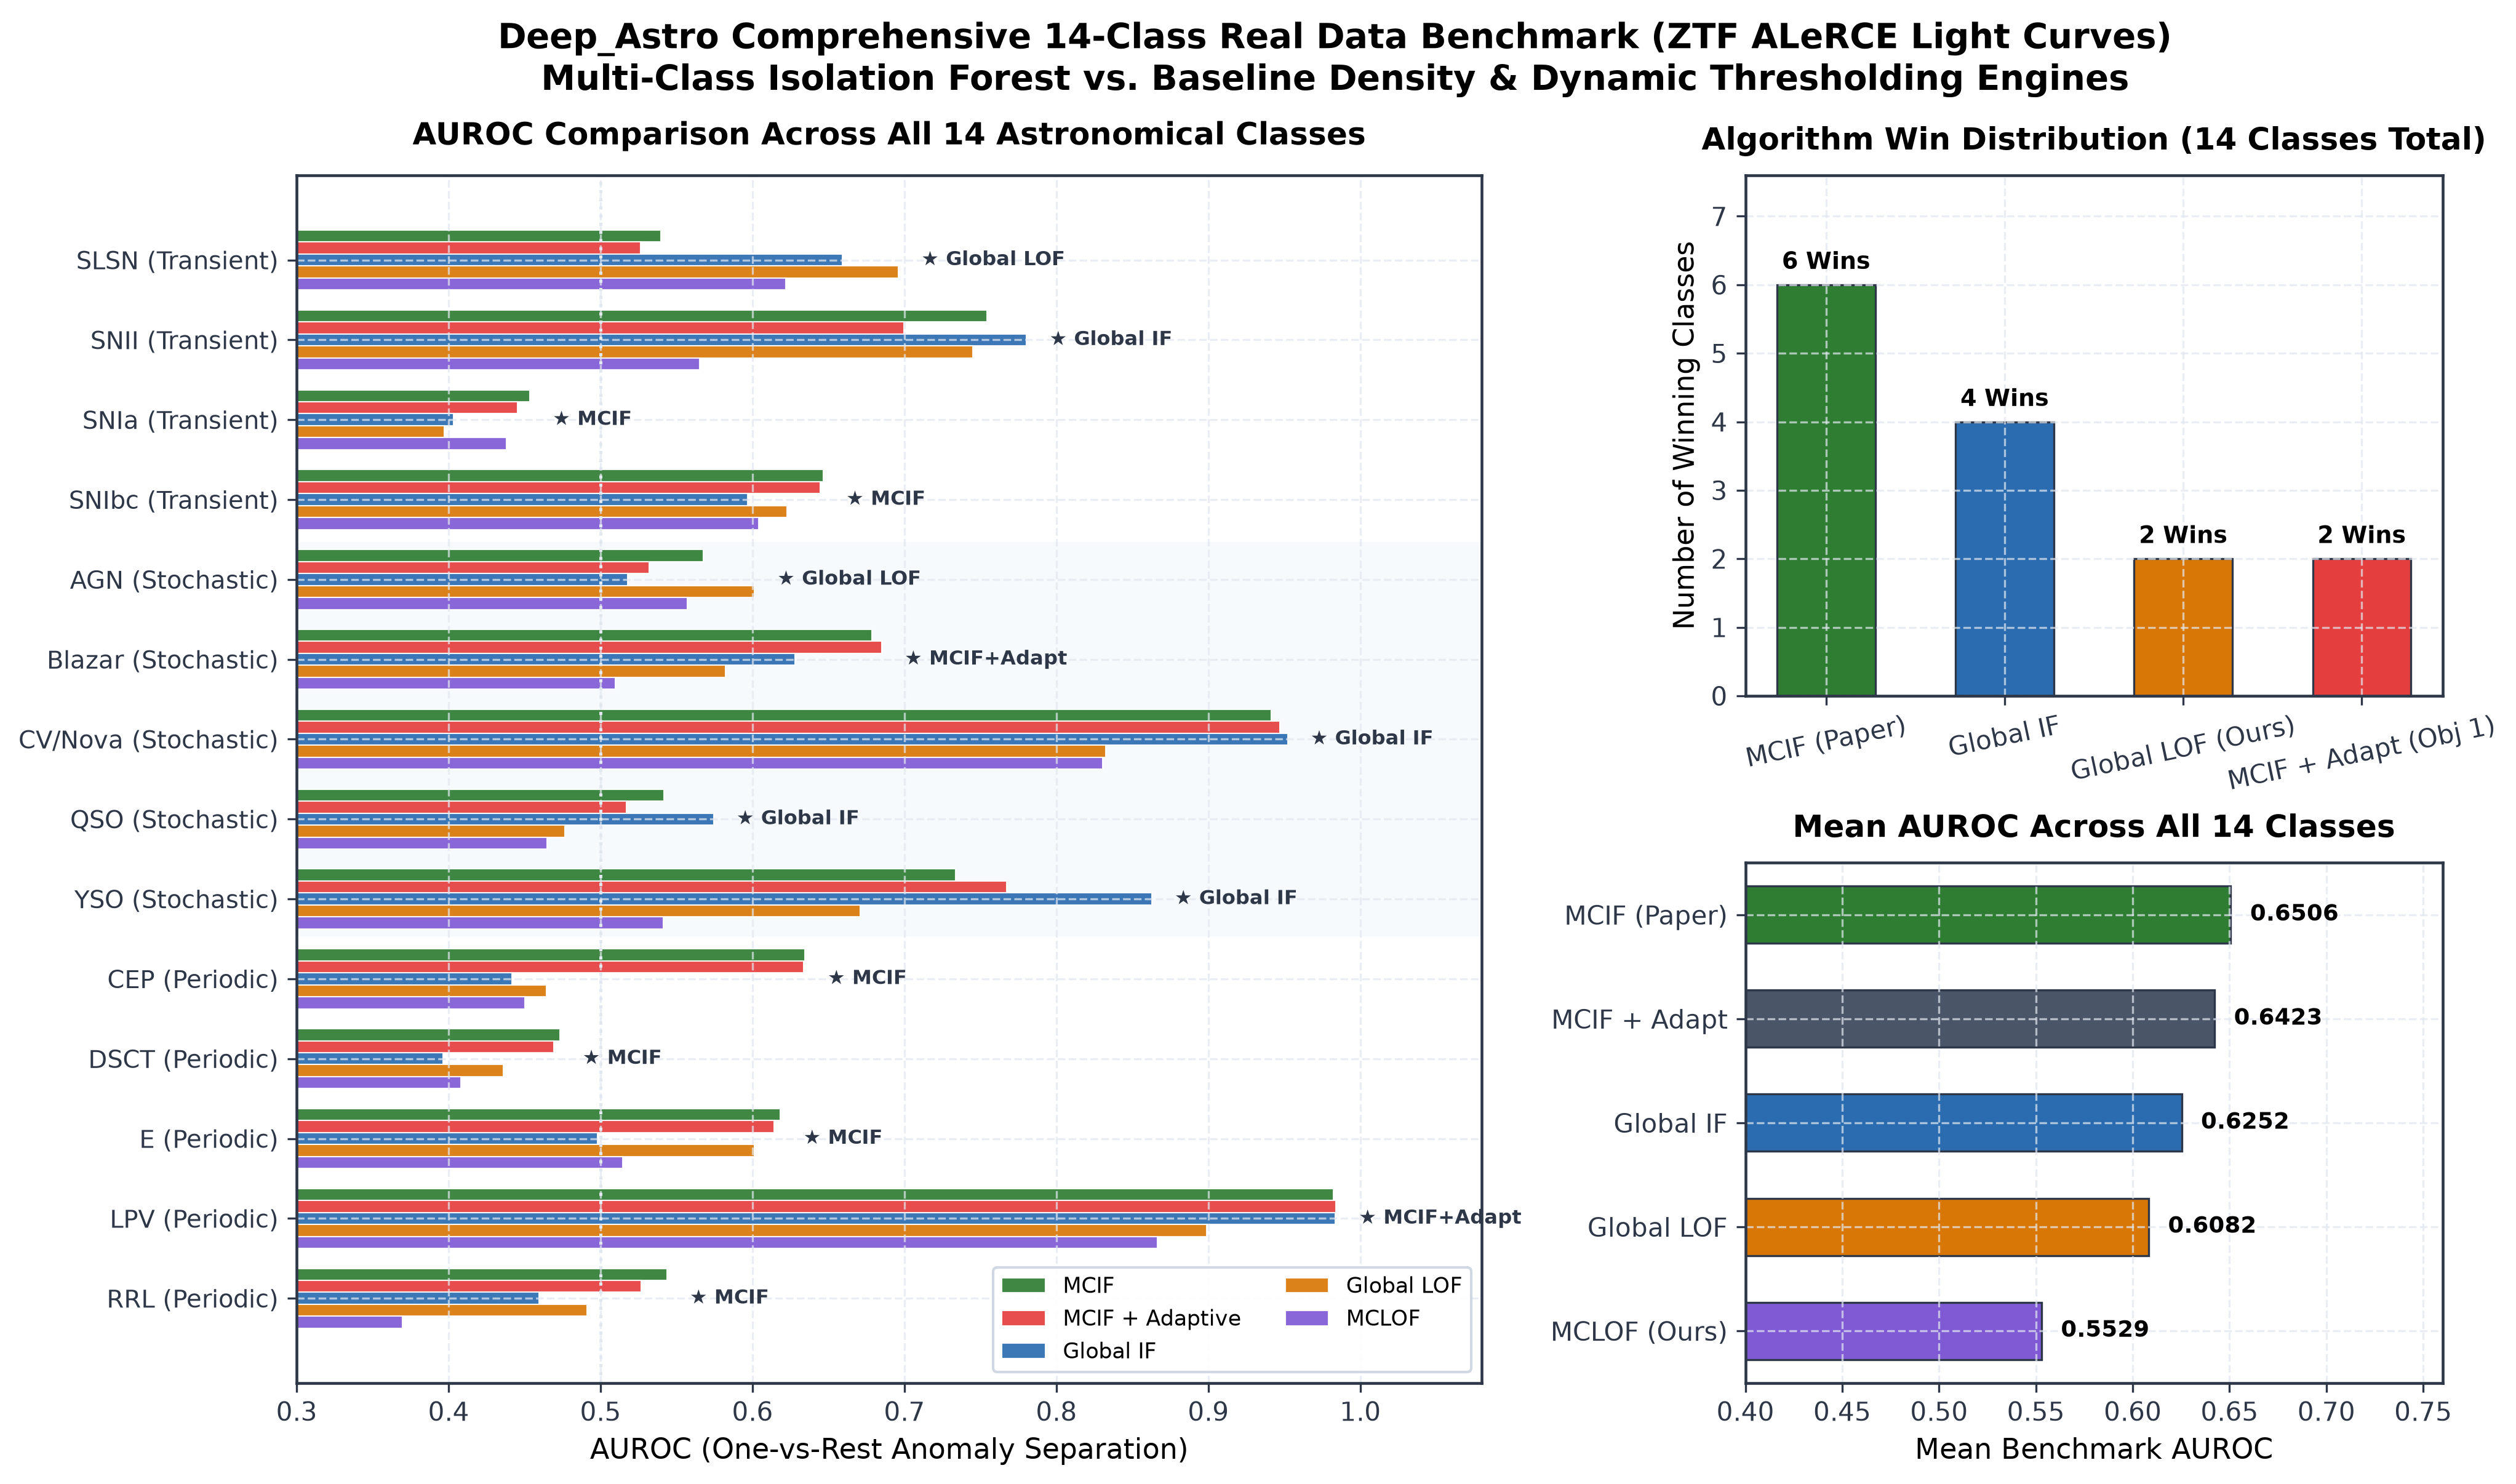 Deep_Astro Comprehensive 14-Class Real Data Benchmark (ZTF ALeRCE Light Curves)
Multi-Class Isolation Forest vs. Baseline Density & Dynamic Thresholding Engines
AUROC Comparison Across All 14 Astronomical Classes
SLSN (Transient)
★ Global LOF
SNII (Transient)
★ Global IF
SNIa (Transient)
★ MCIF
SNIbc (Transient)
★ MCIF
AGN (Stochastic)
★ Global LOF
Blazar (Stochastic)
★ MCIF+Adapt
CV/Nova (Stochastic)
★ Global IF
QSO (Stochastic)
★ Global IF
YSO (Stochastic)
★ Global IF
CEP (Periodic)
★ MCIF
DSCT (Periodic)
★ MCIF
E (Periodic)
★ MCIF
LPV (Periodic)
★ MCIF+Adapt
RRL (Periodic)
★ MCIF
MCIF
MCIF + Adaptive
Global IF
Global LOF
MCLOF
0.3 0.4 0.5 0.6 0.7 0.8 0.9 1.0
AUROC (One-vs-Rest Anomaly Separation)
Algorithm Win Distribution (14 Classes Total)
Number of Winning Classes
7
6
5
4
3
2
1
0
6 Wins
4 Wins
2 Wins
2 Wins
MCIF (Paper)
Global IF
Global LOF (Ours)
MCIF + Adapt (Obj 1)
Mean AUROC Across All 14 Classes
MCIF (Paper)
0.6506
MCIF + Adapt
0.6423
Global IF
0.6252
Global LOF
0.6082
MCLOF (Ours)
0.5529
0.40 0.45 0.50 0.55 0.60 0.65 0.70 0.75
Mean Benchmark AUROC